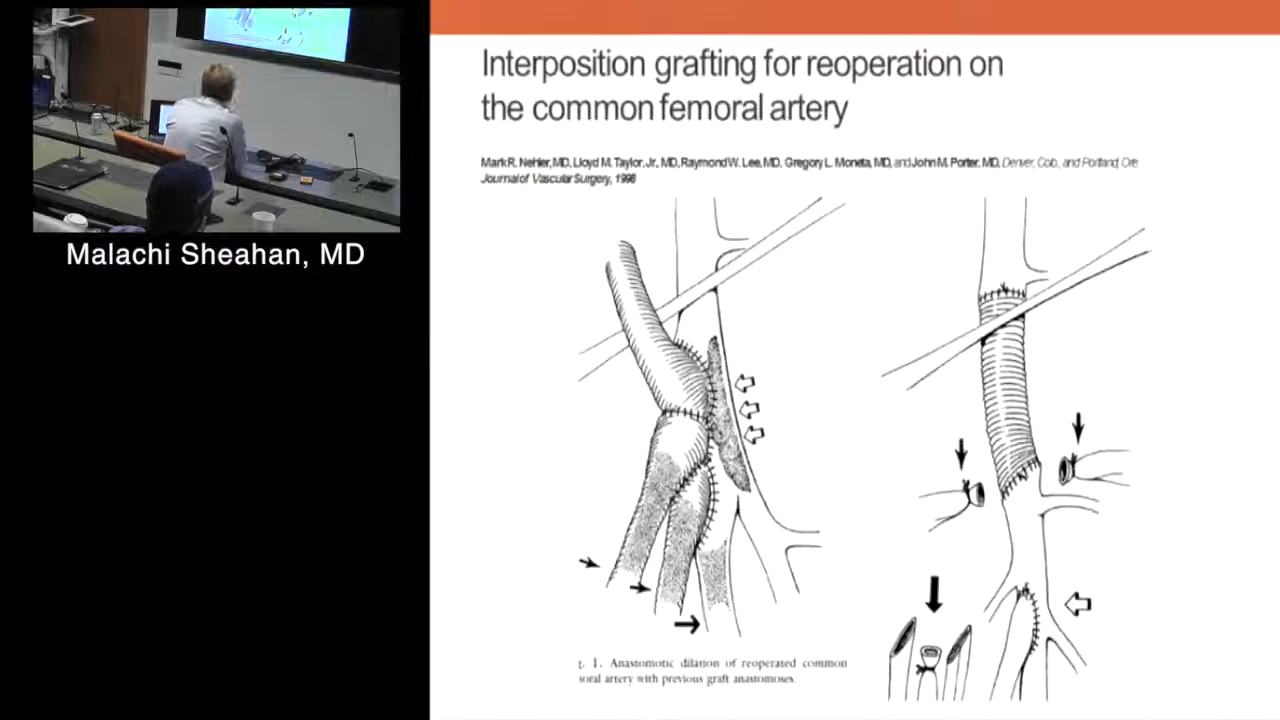 Interposition grafting for reoperation on
the common femoral artery
Mark R. Nehler, MD, Lloyd M. Taylor, Jr., MD, Raymond W. Lee, MD, Gregory L. Moneta, MD, and John M. Porter, MD, Denver, Colo, and Portland, Ore
Journal of Vascular Surgery, 1998
Malachi Sheahan, MD
g. 1. Anastomotic dilation of reoperated common
oral artery with previous graft anastomoses.